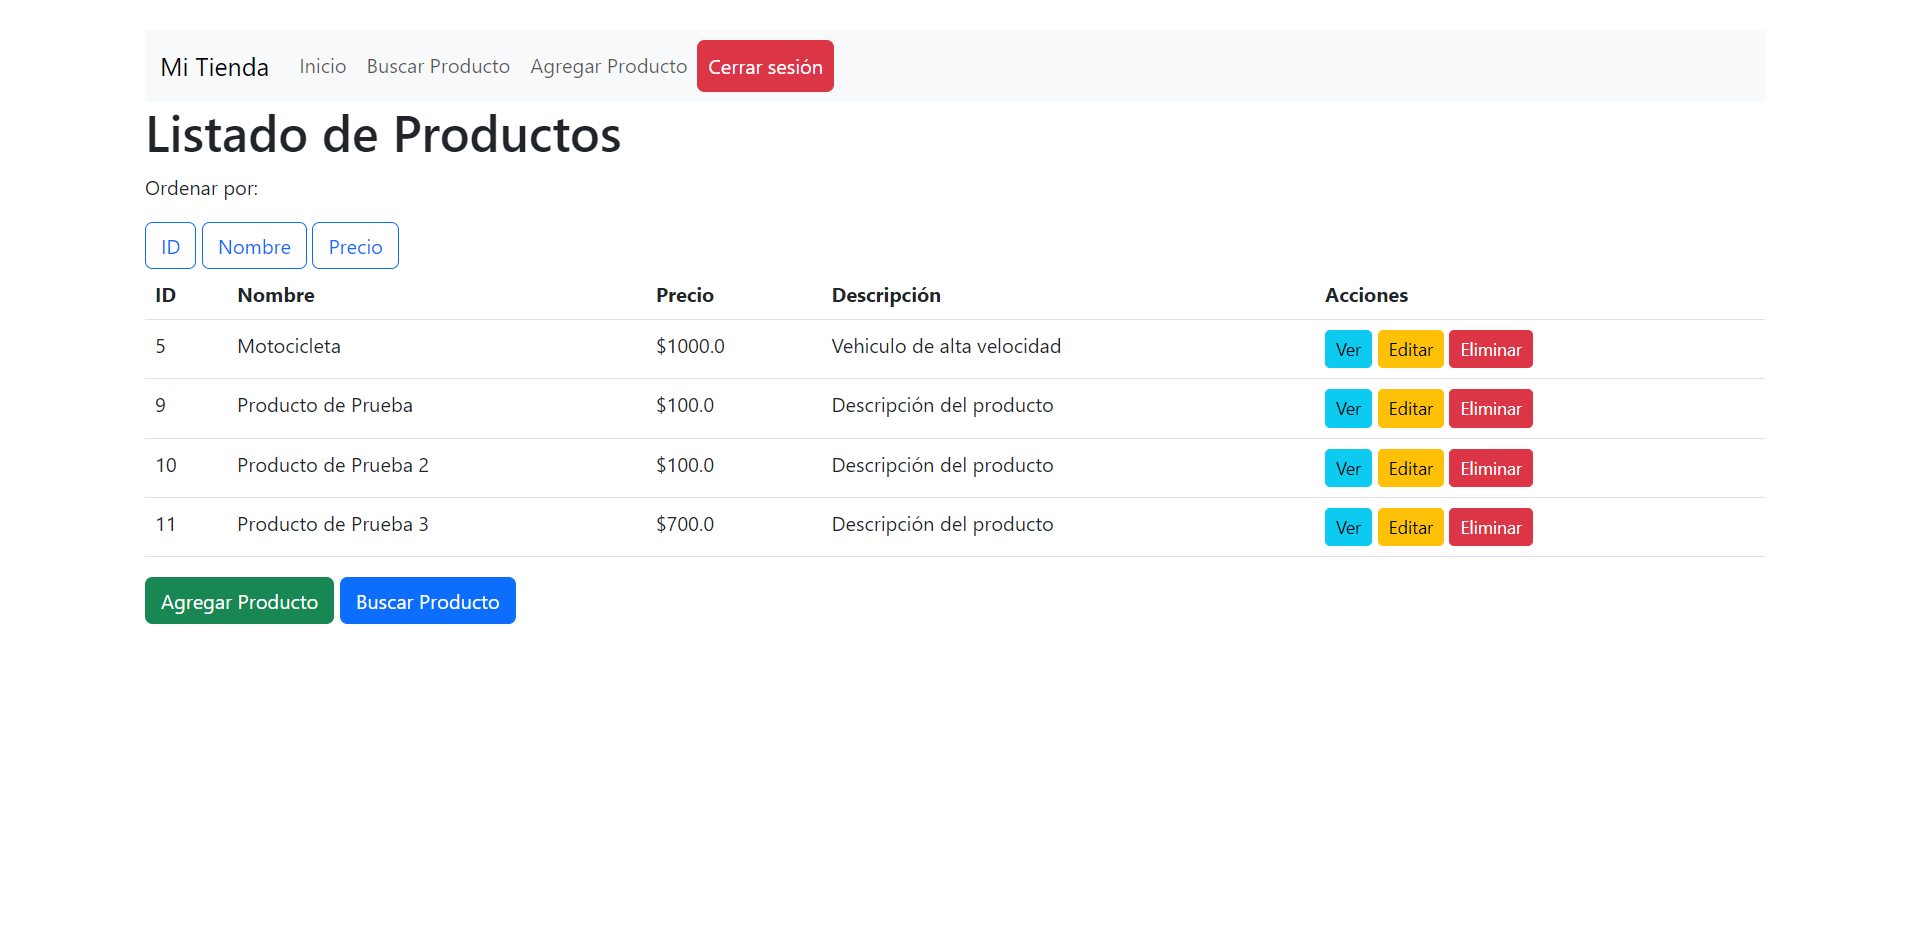 Mi Tienda Inicio Buscar Producto Agregar Producto Cerrar sesión
Listado de Productos
Ordenar por:
ID Nombre Precio
ID Nombre Precio Descripción Acciones
5 Motocicleta $1000.0 Vehiculo de alta velocidad Ver Editar Eliminar
9 Producto de Prueba $100.0 Descripción del producto Ver Editar Eliminar
10 Producto de Prueba 2 $100.0 Descripción del producto Ver Editar Eliminar
11 Producto de Prueba 3 $700.0 Descripción del producto Ver Editar Eliminar
Agregar Producto Buscar Producto